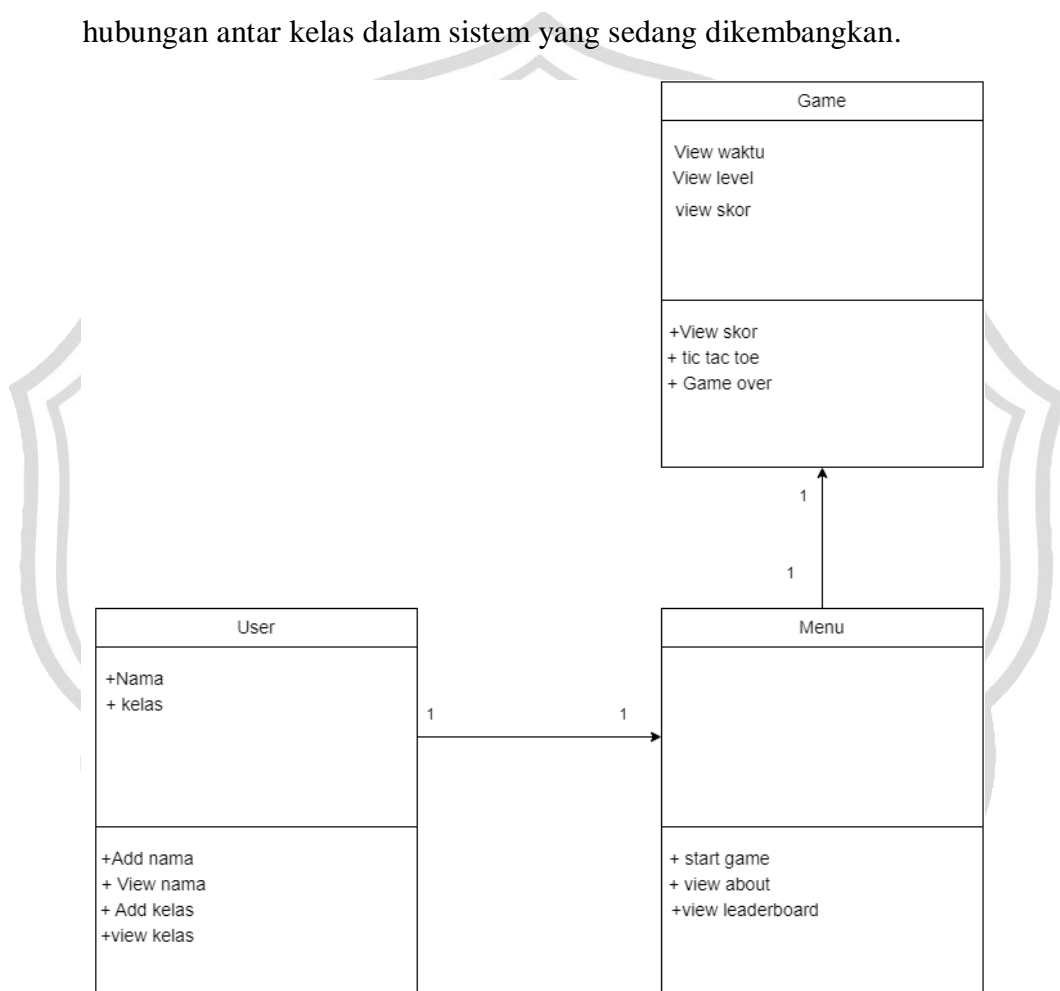 hubungan antar kelas dalam sistem yang sedang dikembangkan.
Game
View waktu
View level
view skor
+View skor
+ tic tac toe
+ Game over
1
1
User
+Nama
+ kelas
1
1
Menu
+Add nama
+ View nama
+ Add kelas
+view kelas
+ start game
+ view about
+view leaderboard